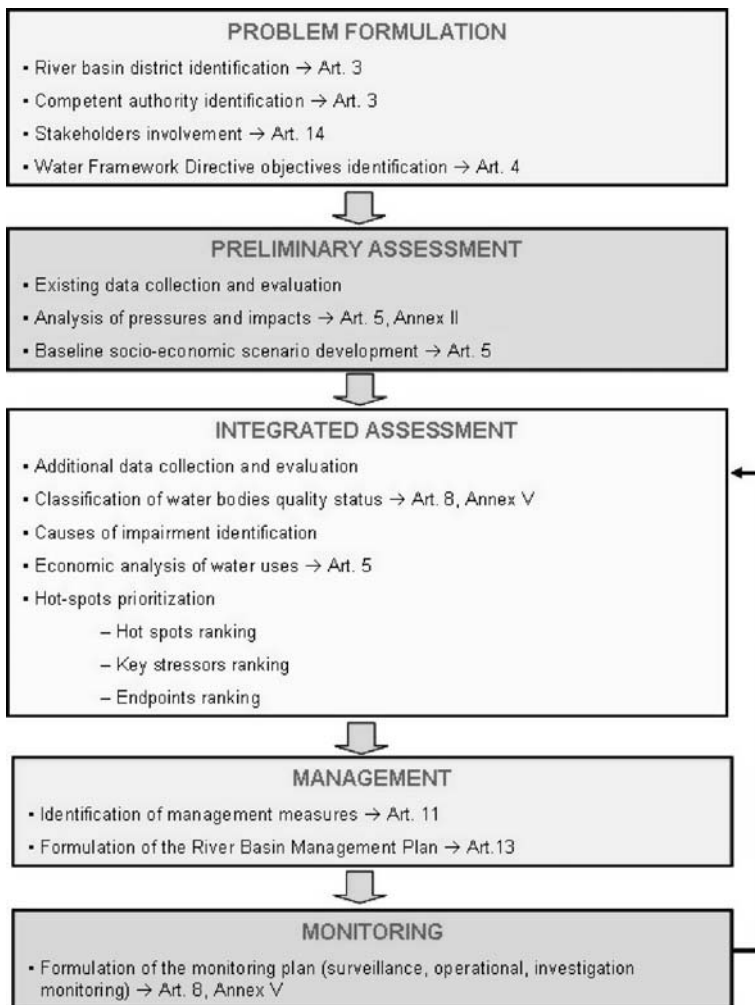 PROBLEM FORMULATION
▪ River basin district identification → Art. 3
▪ Competent authority identification → Art. 3
▪ Stakeholders involvement → Art. 14
▪ Water Framework Directive objectives identification → Art. 4
PRELIMINARY ASSESSMENT
▪ Existing data collection and evaluation
▪ Analysis of pressures and impacts → Art. 5, Annex II
▪ Baseline socio-economic scenario development → Art. 5
INTEGRATED ASSESSMENT
▪ Additional data collection and evaluation
▪ Classification of water bodies quality status → Art. 8, Annex V
▪ Causes of impairment identification
▪ Economic analysis of water uses → Art. 5
▪ Hot-spots prioritization
– Hot spots ranking
– Key stressors ranking
– Endpoints ranking
MANAGEMENT
▪ Identification of management measures → Art. 11
▪ Formulation of the River Basin Management Plan → Art.13
MONITORING
▪ Formulation of the monitoring plan (surveillance, operational, investigation
monitoring) → Art. 8, Annex V